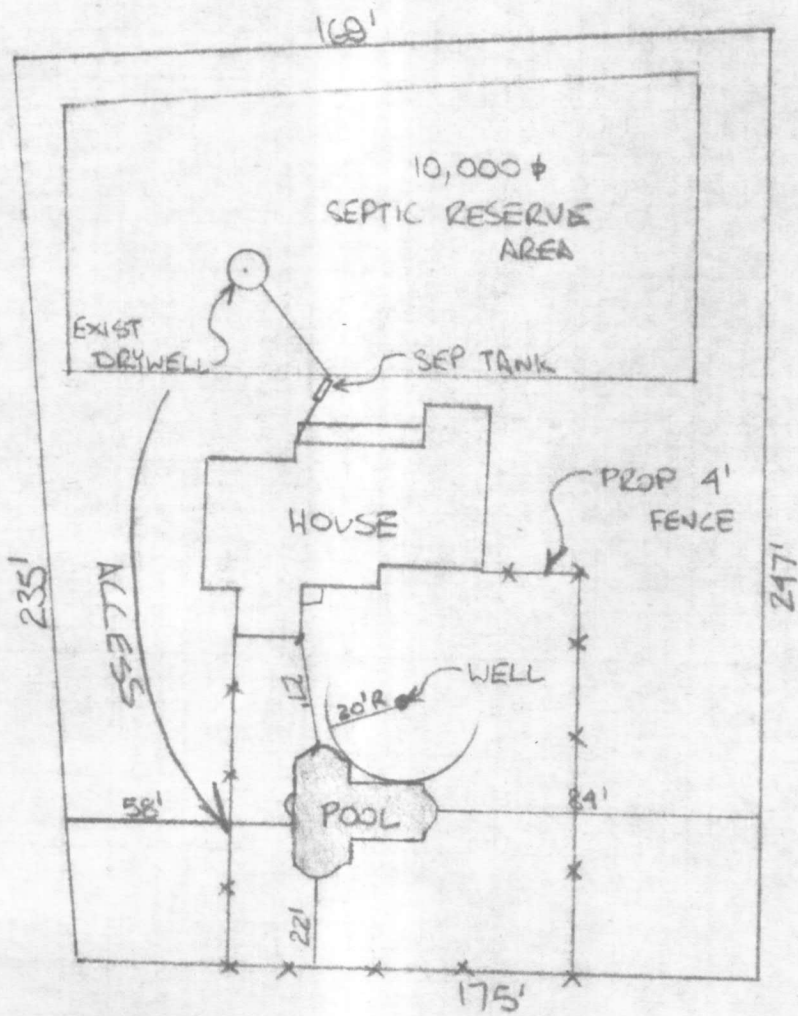 168'
10,000 ⏀
SEPTIC RESERVE
AREA
EXIST
DRYWELL
SEP TANK
PROP 4'
FENCE
HOUSE
235'
247'
ACCESS
WELL
20'R
58'
POOL
84'
22'
175'